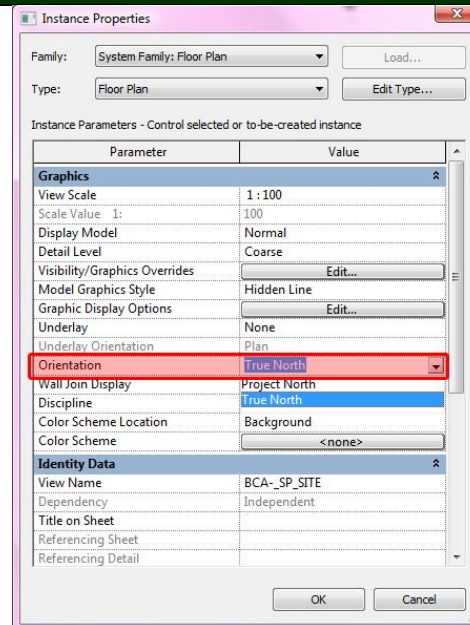 Instance Properties
Family: System Family: Floor Plan Load...
Type: Floor Plan Edit Type...
Instance Parameters - Control selected or to-be-created instance
Parameter Value
Graphics
View Scale 1 : 100
Scale Value 1: 100
Display Model Normal
Detail Level Coarse
Visibility/Graphics Overrides Edit...
Model Graphics Style Hidden Line
Graphic Display Options Edit...
Underlay None
Underlay Orientation Plan
Orientation True North
Wall Join Display Project North
Discipline True North
Color Scheme Location Background
Color Scheme <none>
Identity Data
View Name BCA-_SP_SITE
Dependency Independent
Title on Sheet
Referencing Sheet
Referencing Detail
OK Cancel